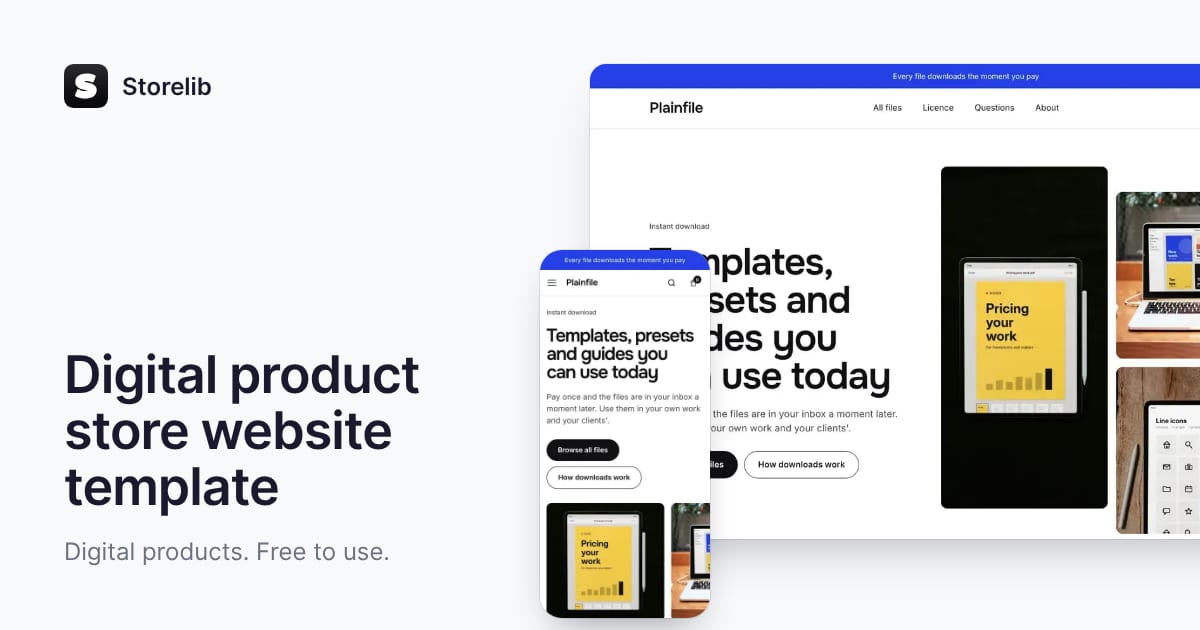 Storelib
Digital product
store website
template
Digital products. Free to use.
Every file downloads the moment you pay
Plainfile
All files
Licence
Questions
About
Instant download
mplates,
sets and
des you
use today
the files are in your inbox a moment later.
our own work and your clients'.
How downloads work
Pricing
your
work
Line icons
Every file downloads the moment you pay
Plainfile
Instant download
Templates, presets
and guides you
can use today
Pay once and the files are in your inbox a
moment later. Use them in your own work
and your clients'.
Browse all files
How downloads work
Pricing
your
work